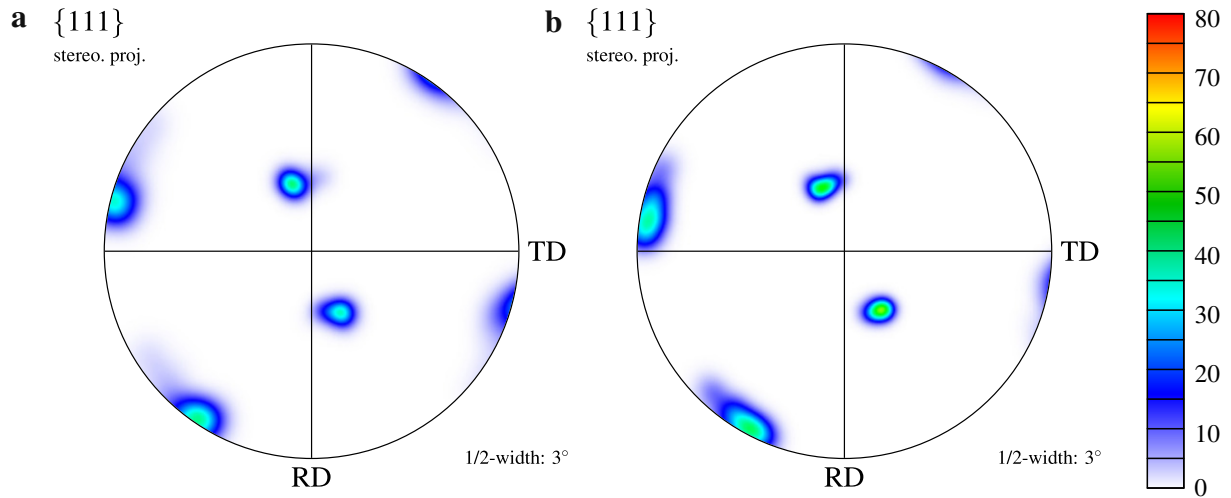 a {111}
stereo. proj.
TD
RD
1/2-width: 3°
b {111}
stereo. proj.
TD
RD
1/2-width: 3°
80
70
60
50
40
30
20
10
0